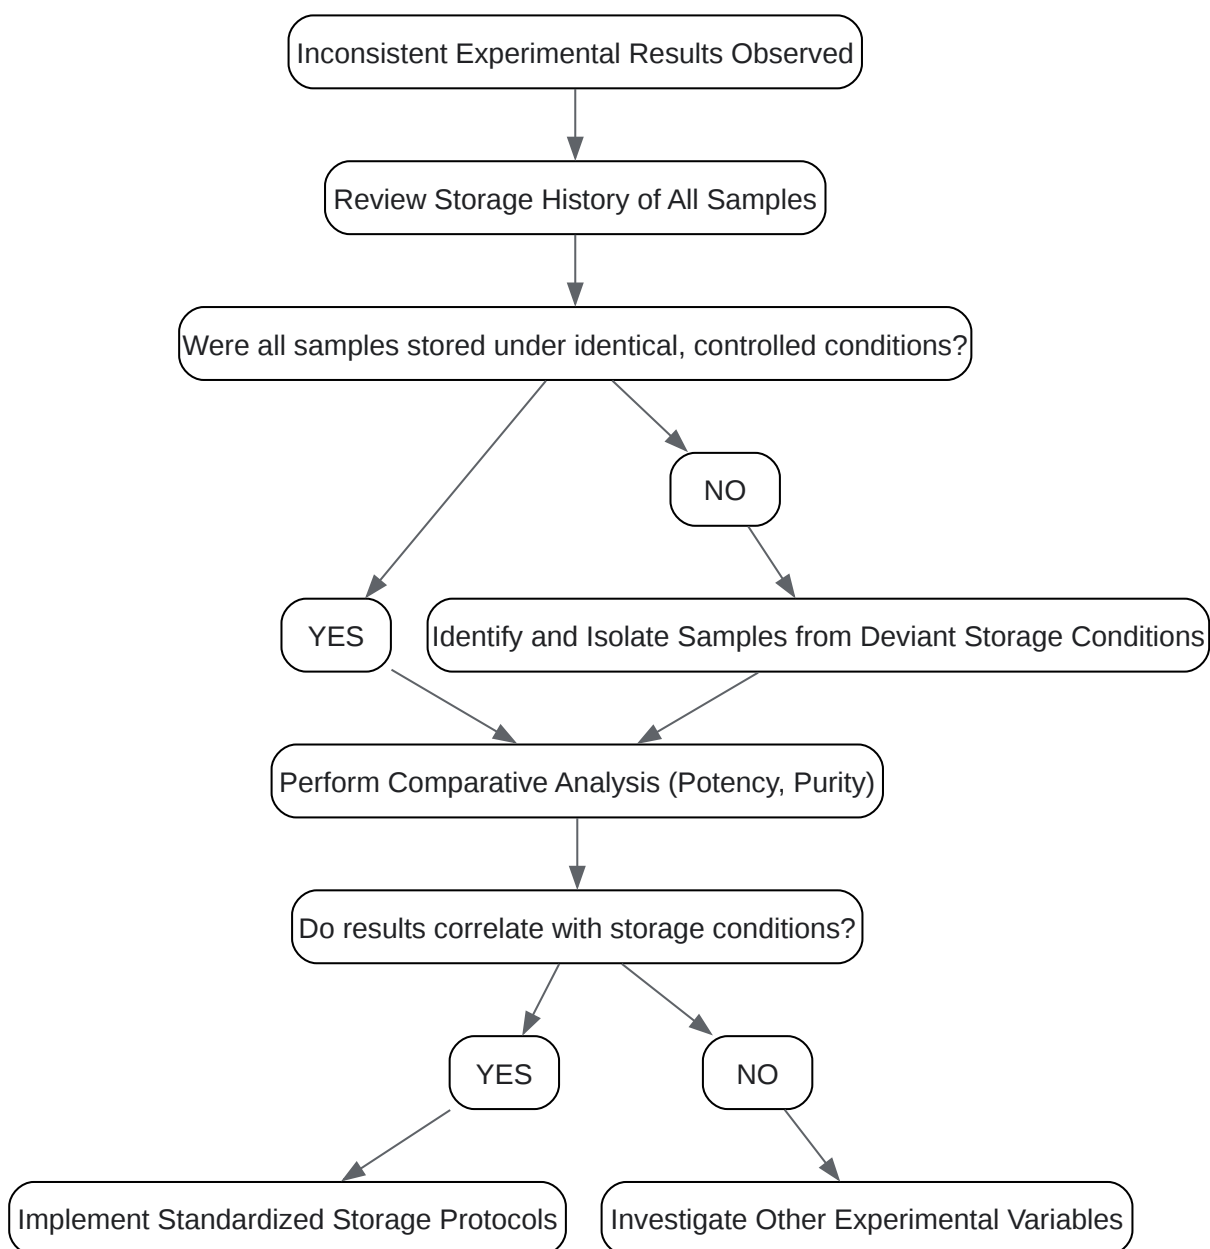 Inconsistent Experimental Results Observed
Review Storage History of All Samples
Were all samples stored under identical, controlled conditions?
NO
YES
Identify and Isolate Samples from Deviant Storage Conditions
Perform Comparative Analysis (Potency, Purity)
Do results correlate with storage conditions?
YES
NO
Implement Standardized Storage Protocols
Investigate Other Experimental Variables